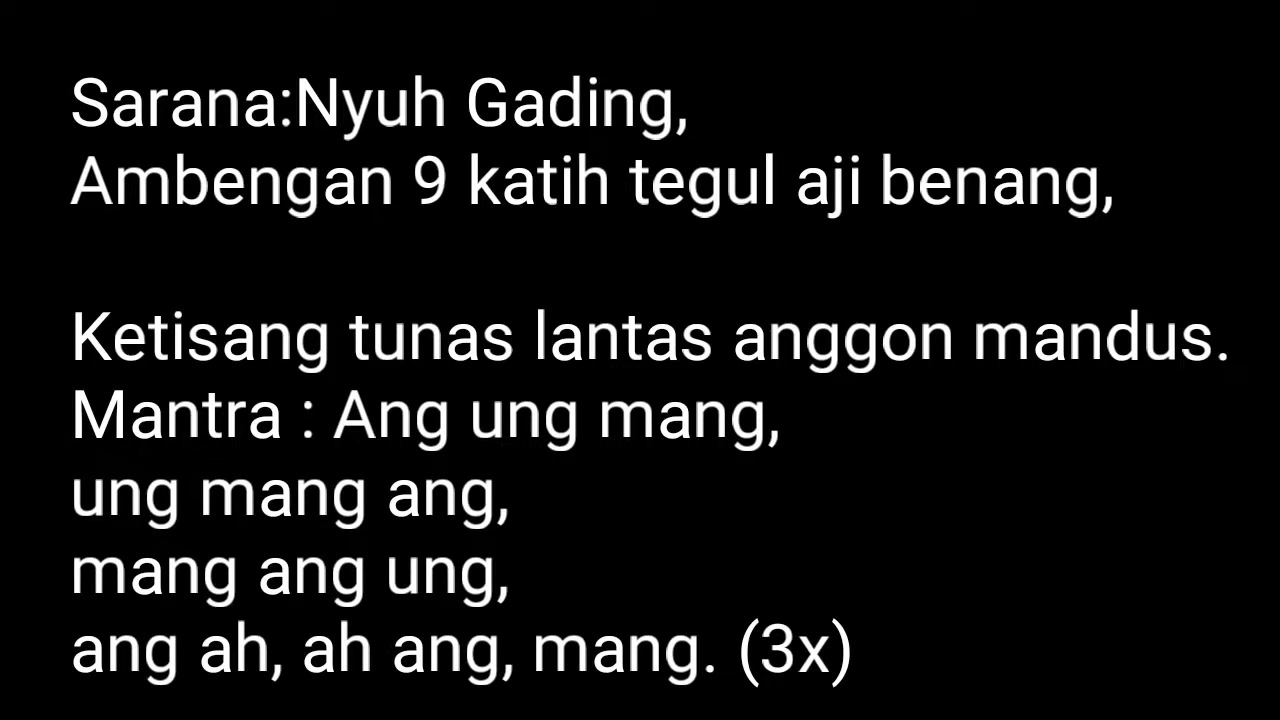 Sarana:Nyuh Gading,
Ambengan 9 katih tegul aji benang,
Ketisang tunas lantas anggon mandus.
Mantra : Ang ung mang,
ung mang ang,
mang ang ung,
ang ah, ah ang, mang. (3x)